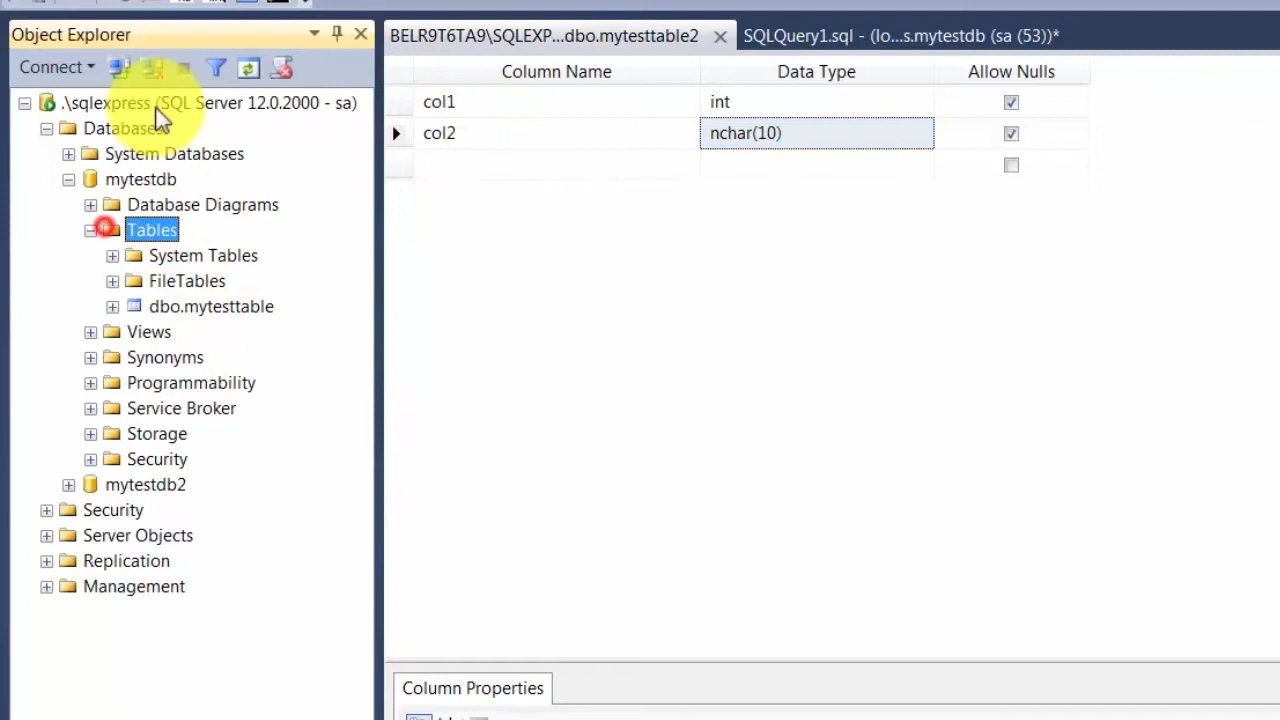 Object Explorer
Connect
.\sqlexpress (SQL Server 12.0.2000 - sa)
Databases
System Databases
mytestdb
Database Diagrams
Tables
System Tables
FileTables
dbo.mytesttable
Views
Synonyms
Programmability
Service Broker
Storage
Security
mytestdb2
Security
Server Objects
Replication
Management
BELR9T6TA9\SQLEXP...dbo.mytesttable2
SQLQuery1.sql - (lo...s.mytestdb (sa (53))*
Column Name Data Type Allow Nulls
col1 int
col2 nchar(10)
Column Properties